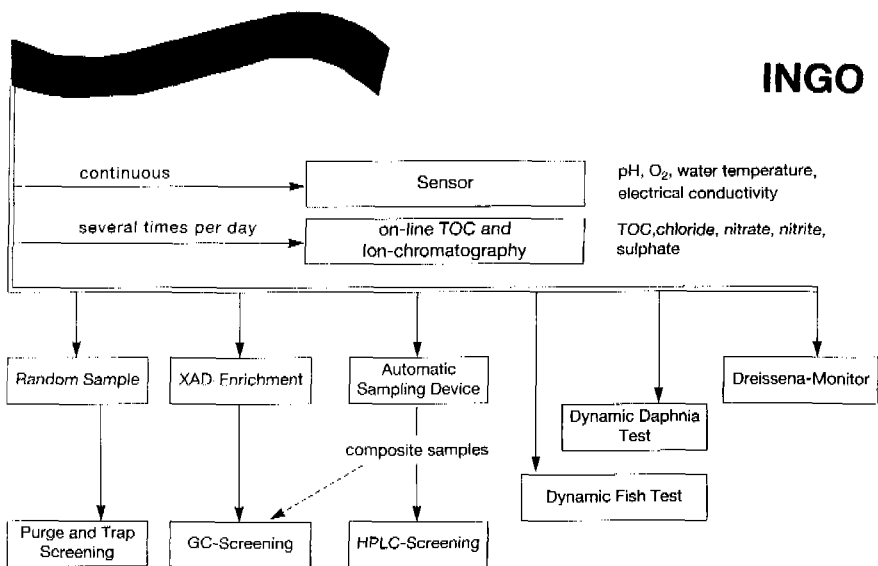 INGO
continuous
Sensor
pH, O₂, water temperature,
electrical conductivity
several times per day
on-line TOC and
Ion-chromatography
TOC,chloride, nitrate, nitrite,
sulphate
Random Sample
XAD-Enrichment
Automatic
Sampling Device
Dreissena-Monitor
Dynamic Daphnia
Test
composite samples
Dynamic Fish Test
Purge and Trap
Screening
GC-Screening
HPLC-Screening